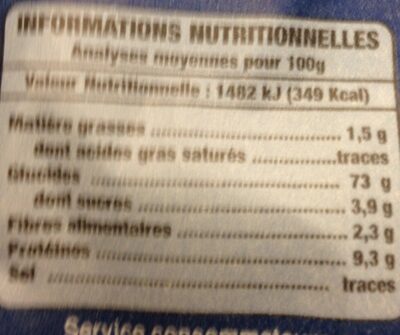 INFORMATIONS NUTRITIONNELLES
Analyses moyennes pour 100g
Valeur Nutritionnelle : 1482 kJ (349 Kcal)
Matière grasses .................... 1,5 g
dont acides gras saturés .............. traces
Glucides .................... 73 g
dont sucres .................... 3,9 g
Fibres alimentaires .................... 2,3 g
Protéines .................... 9,3 g
Sel .................... traces
Service